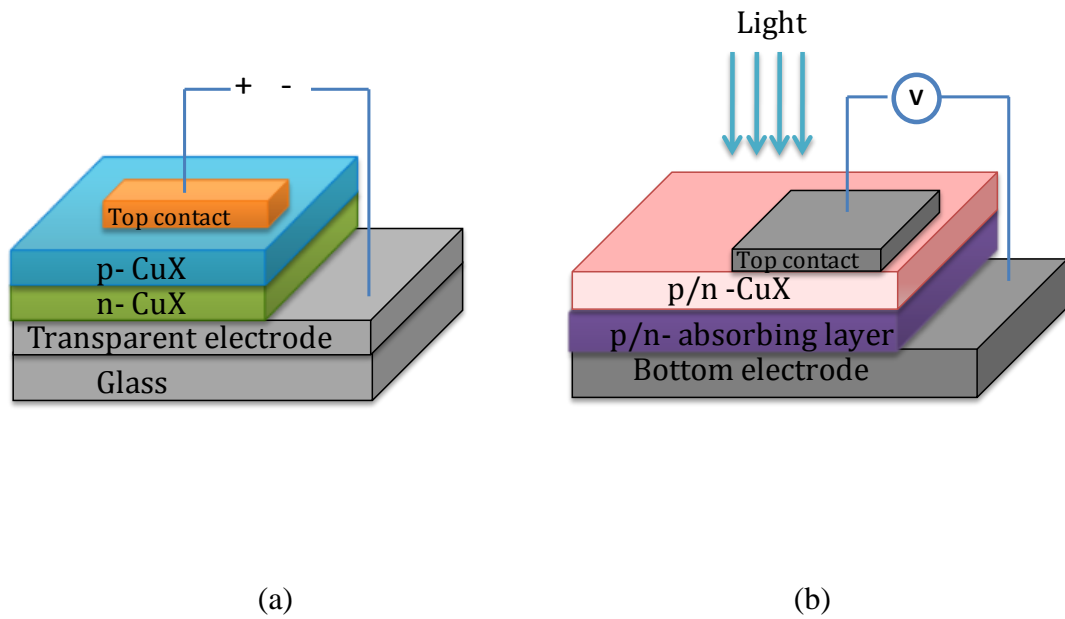 + -
Top contact
p- CuX
n- CuX
Transparent electrode
Glass
(a)
Light
V
Top contact
p/n -CuX
p/n- absorbing layer
Bottom electrode
(b)